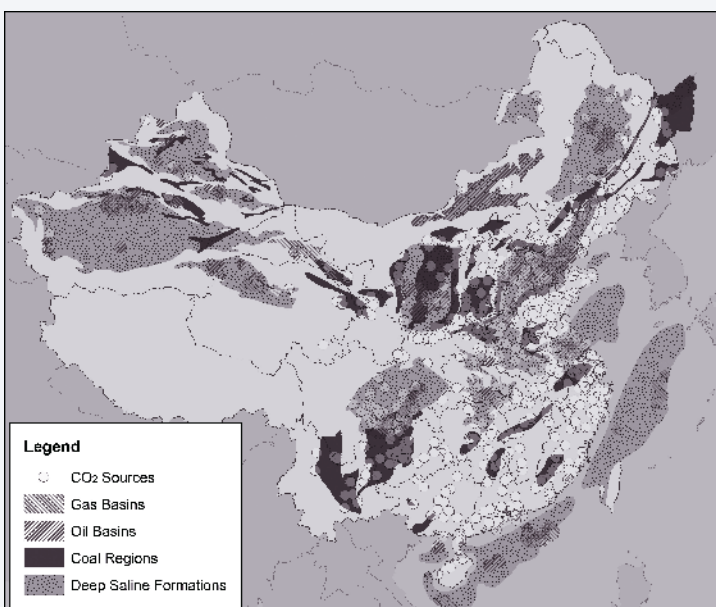 Legend
CO₂ Sources
Gas Basins
Oil Basins
Coal Regions
Deep Saline Formations